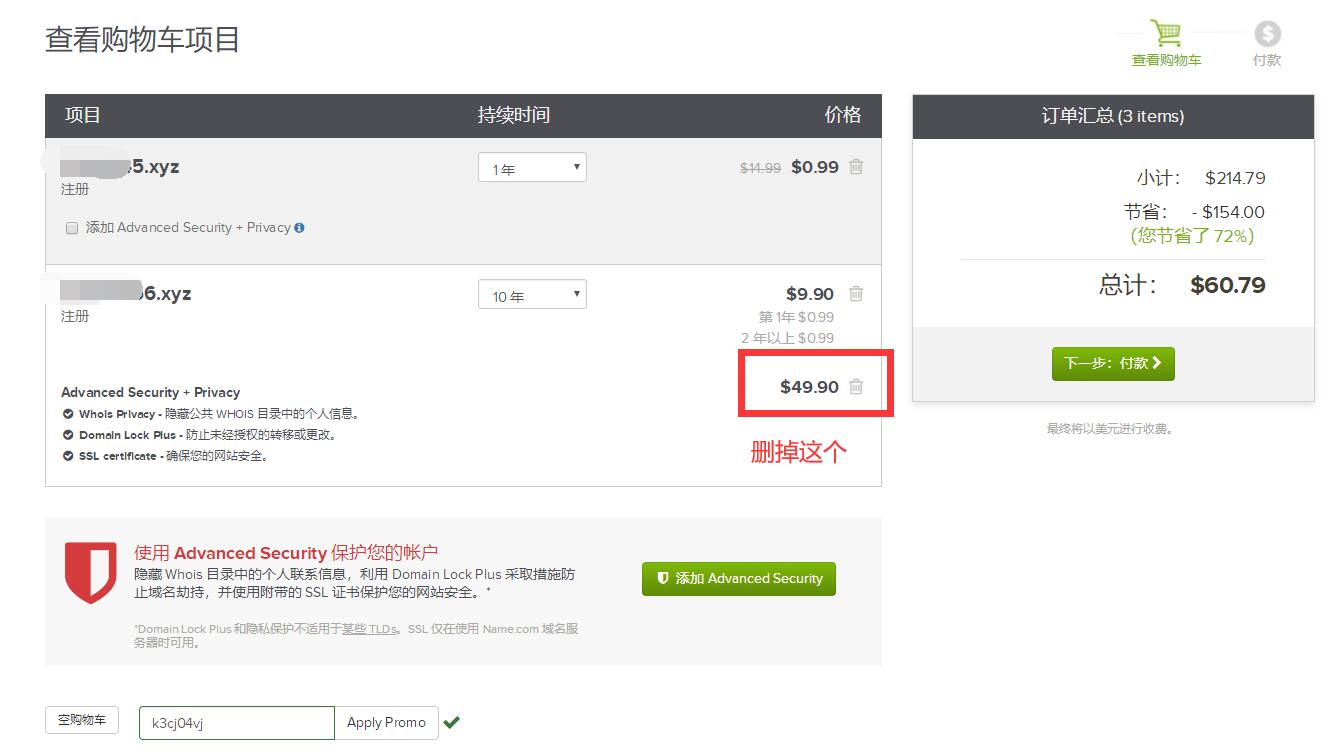 查看购物车项目
查看购物车
付款
项目 持续时间 价格
5.xyz 1 年 $14.99 $0.99
注册
添加 Advanced Security + Privacy
6.xyz 10 年 $9.90
注册 第 1年 $0.99
2 年以上 $0.99
$49.90
Advanced Security + Privacy
Whois Privacy - 隐藏公共 WHOIS 目录中的个人信息。
Domain Lock Plus - 防止未经授权的转移或更改。
SSL certificate - 确保您的网站安全。
删掉这个
订单汇总 (3 items)
小计： $214.79
节省： - $154.00
(您节省了 72%)
总计： $60.79
下一步：付款
最终将以美元进行收费。
使用 Advanced Security 保护您的帐户
隐藏 Whois 目录中的个人联系信息，利用 Domain Lock Plus 采取措施防
止域名劫持，并使用附带的 SSL 证书保护您的网站安全。*
添加 Advanced Security
*Domain Lock Plus 和隐私保护不适用于某些 TLDs。SSL 仅在使用 Name.com 域名服
务器时可用。
空购物车 k3cj04vj Apply Promo